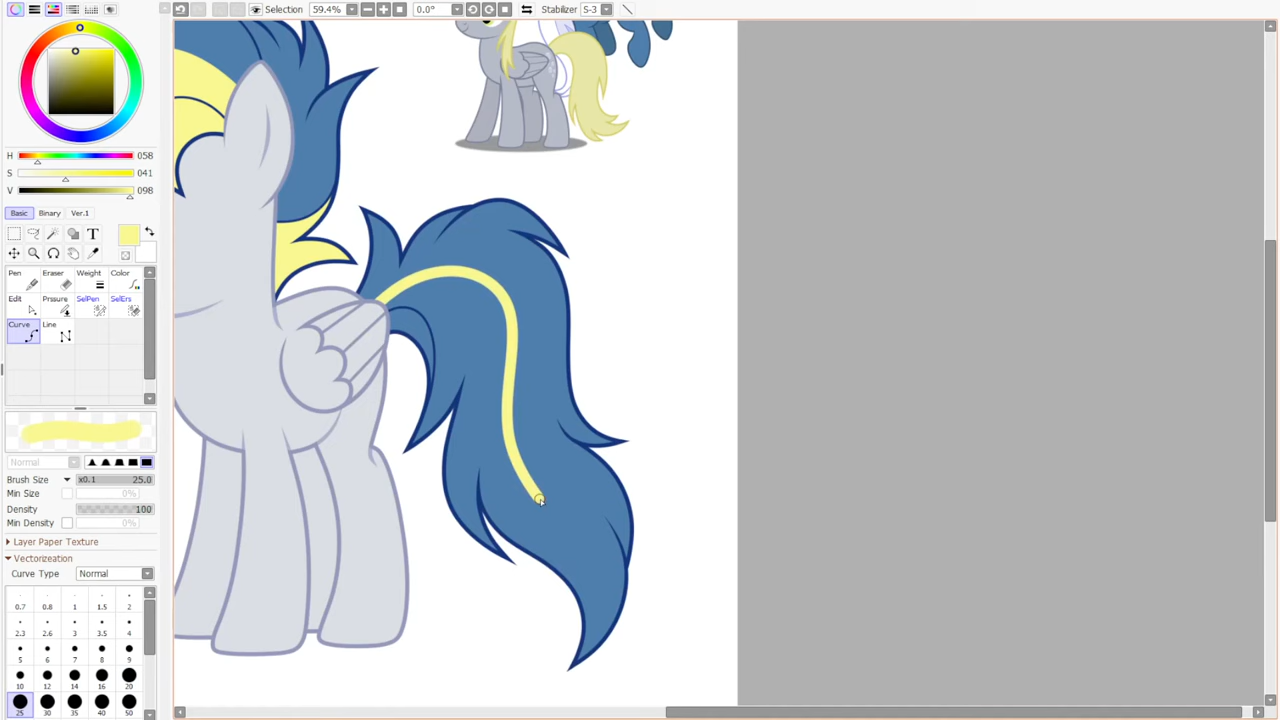 Selection 59.4% 0.0° Stabilizer S-3
H 058
S 041
V 098
Basic Binary Ver.1
T
Pen Eraser Weight Color
Edit Pressure SelPen SelErs
Curve Line
Normal
Brush Size x0.1 25.0
Min Size 0%
Density 100
Min Density 0%
Layer Paper Texture
Vectorizeation
Curve Type Normal
0.7 0.8 1 1.5 2
2.3 2.6 3 3.5 4
5 6 7 8 9
10 12 14 16 20
25 30 35 40 50